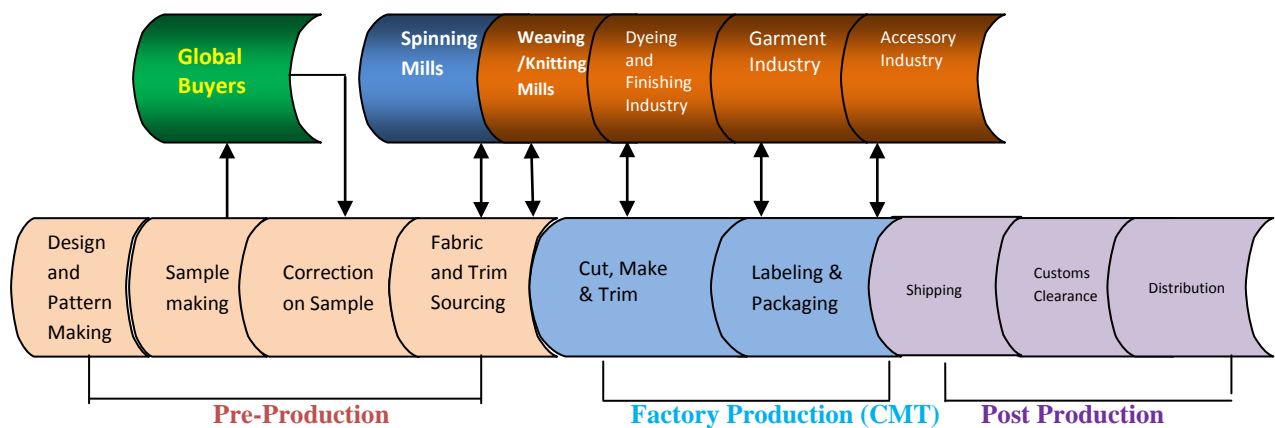 Global
Buyers
Spinning
Mills
Weaving
/Knitting
Mills
Dyeing
and
Finishing
Industry
Garment
Industry
Accessory
Industry
Design
and
Pattern
Making
Sample
making
Correction
on Sample
Fabric
and Trim
Sourcing
Cut, Make
& Trim
Labeling &
Packaging
Shipping
Customs
Clearance
Distribution
Pre-Production
Factory Production (CMT)
Post Production